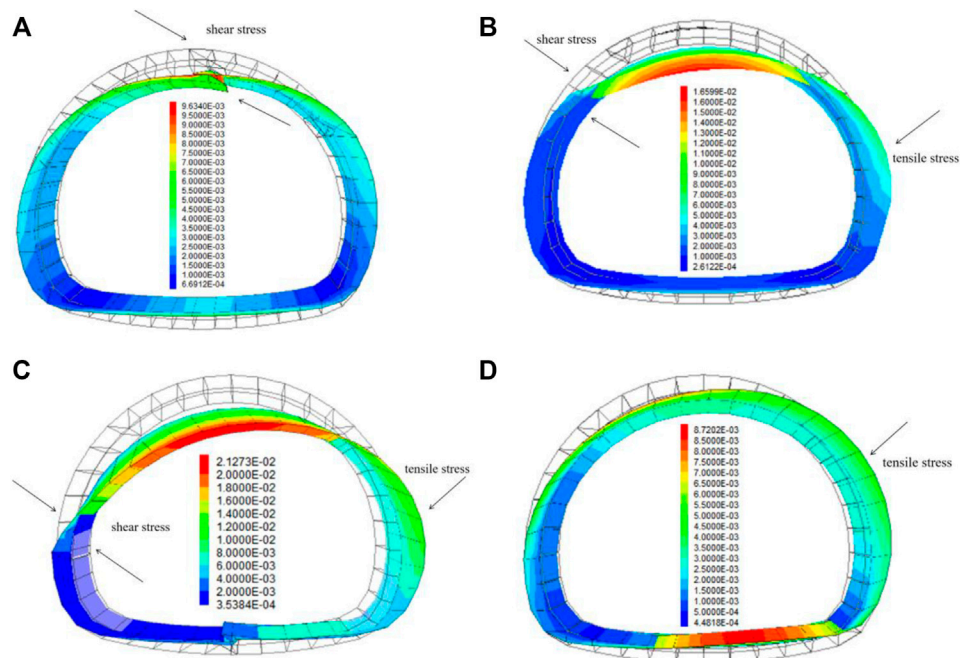 A
shear stress
9.6340E-03
9.5000E-03
9.0000E-03
8.5000E-03
8.0000E-03
7.5000E-03
7.0000E-03
6.5000E-03
6.0000E-03
5.5000E-03
5.0000E-03
4.5000E-03
4.0000E-03
3.5000E-03
3.0000E-03
2.5000E-03
2.0000E-03
1.5000E-03
1.0000E-03
6.6912E-04
B
shear stress
tensile stress
1.6599E-02
1.6000E-02
1.5000E-02
1.4000E-02
1.3000E-02
1.2000E-02
1.1000E-02
1.0000E-02
9.0000E-03
8.0000E-03
7.0000E-03
6.0000E-03
5.0000E-03
4.0000E-03
3.0000E-03
2.0000E-03
1.0000E-03
2.6122E-04
C
shear stress
tensile stress
2.1273E-02
2.0000E-02
1.8000E-02
1.6000E-02
1.4000E-02
1.2000E-02
1.0000E-02
8.0000E-03
6.0000E-03
4.0000E-03
2.0000E-03
3.5384E-04
D
tensile stress
8.7202E-03
8.5000E-03
8.0000E-03
7.5000E-03
7.0000E-03
6.5000E-03
6.0000E-03
5.5000E-03
5.0000E-03
4.5000E-03
4.0000E-03
3.5000E-03
3.0000E-03
2.5000E-03
2.0000E-03
1.5000E-03
1.0000E-03
5.0000E-04
4.4818E-04